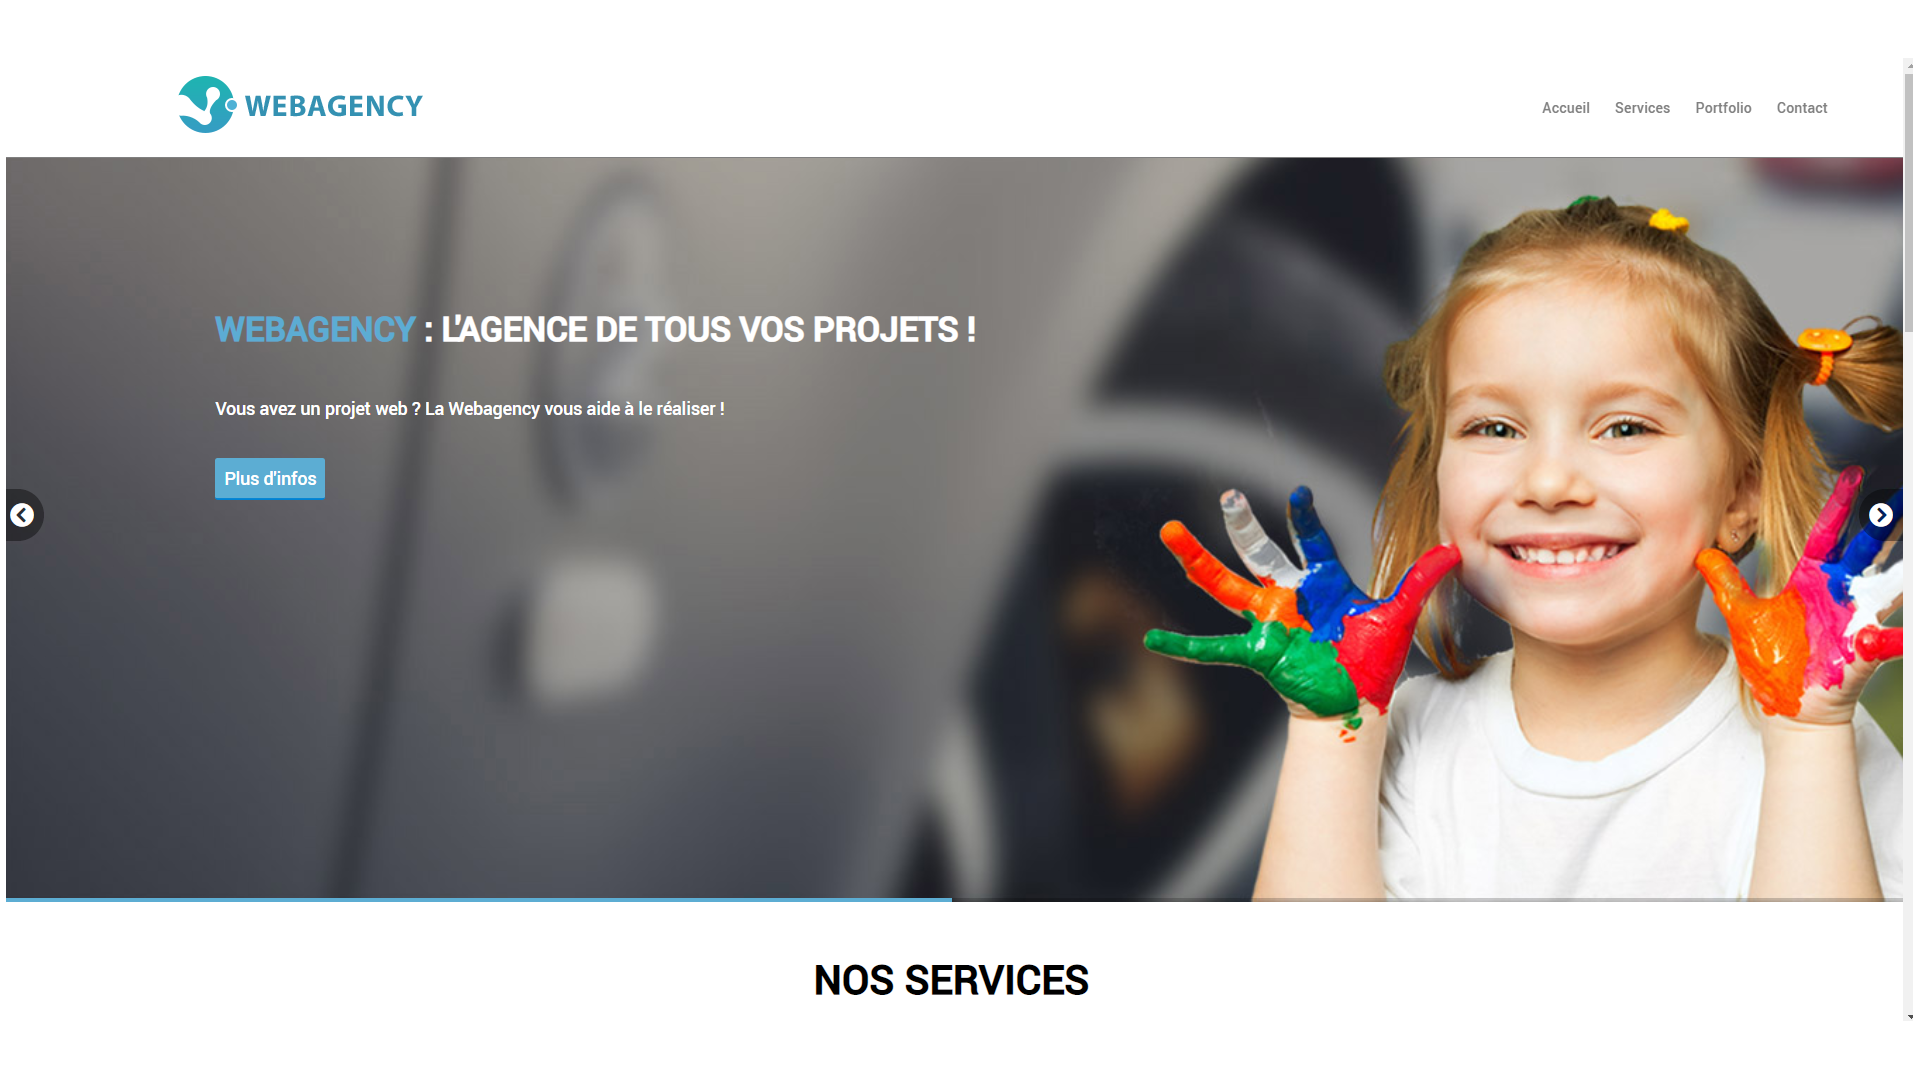 WEBAGENCY
Accueil Services Portfolio Contact
WEBAGENCY : L'AGENCE DE TOUS VOS PROJETS !
Vous avez un projet web ? La Webagency vous aide à le réaliser !
Plus d'infos
NOS SERVICES